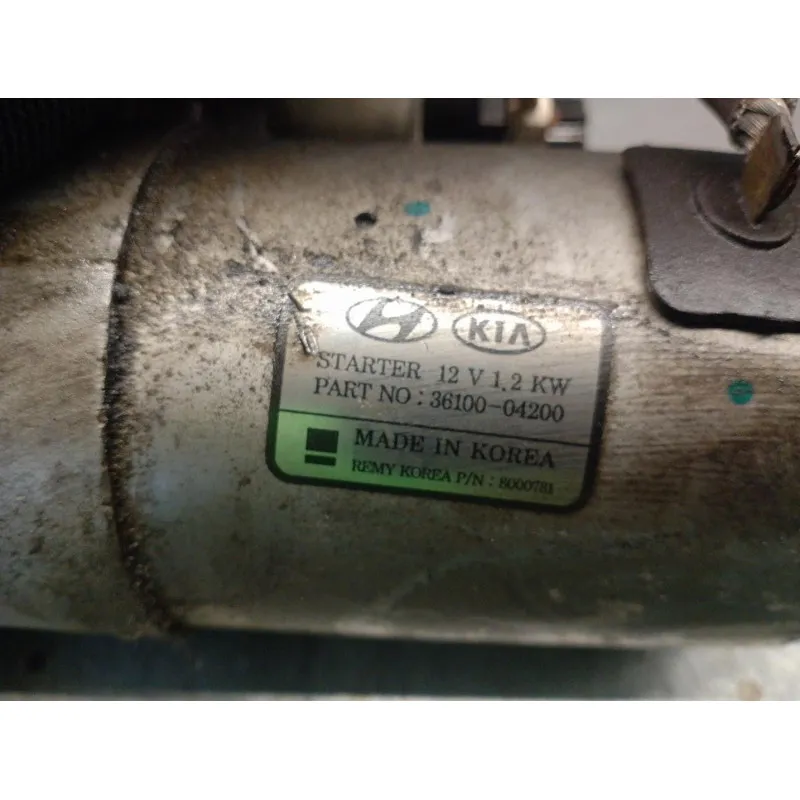 KIA
STARTER 12 V 1.2 KW
PART NO : 36100-04200
MADE IN KOREA
REMY KOREA P/N : 8000781